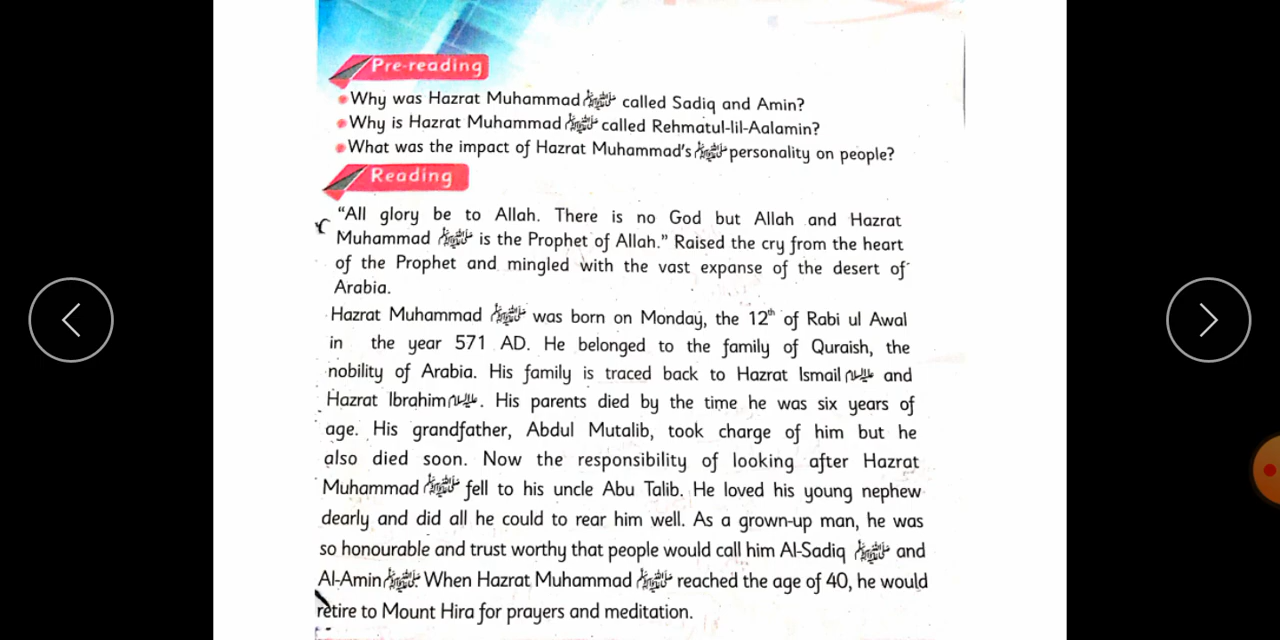 Pre-reading
Why was Hazrat Muhammad ﷺ called Sadiq and Amin?
Why is Hazrat Muhammad ﷺ called Rehmatul-lil-Aalamin?
What was the impact of Hazrat Muhammad's ﷺ personality on people?
Reading
“All glory be to Allah. There is no God but Allah and Hazrat
Muhammad ﷺ is the Prophet of Allah.” Raised the cry from the heart
of the Prophet and mingled with the vast expanse of the desert of
Arabia.
Hazrat Muhammad ﷺ was born on Monday, the 12th of Rabi ul Awal
in the year 571 AD. He belonged to the family of Quraish, the
nobility of Arabia. His family is traced back to Hazrat Ismail علیہ السلام and
Hazrat Ibrahim علیہ السلام. His parents died by the time he was six years of
age. His grandfather, Abdul Mutalib, took charge of him but he
also died soon. Now the responsibility of looking after Hazrat
Muhammad ﷺ fell to his uncle Abu Talib. He loved his young nephew
dearly and did all he could to rear him well. As a grown-up man, he was
so honourable and trust worthy that people would call him Al-Sadiq ﷺ and
Al-Amin ﷺ. When Hazrat Muhammad ﷺ reached the age of 40, he would
retire to Mount Hira for prayers and meditation.